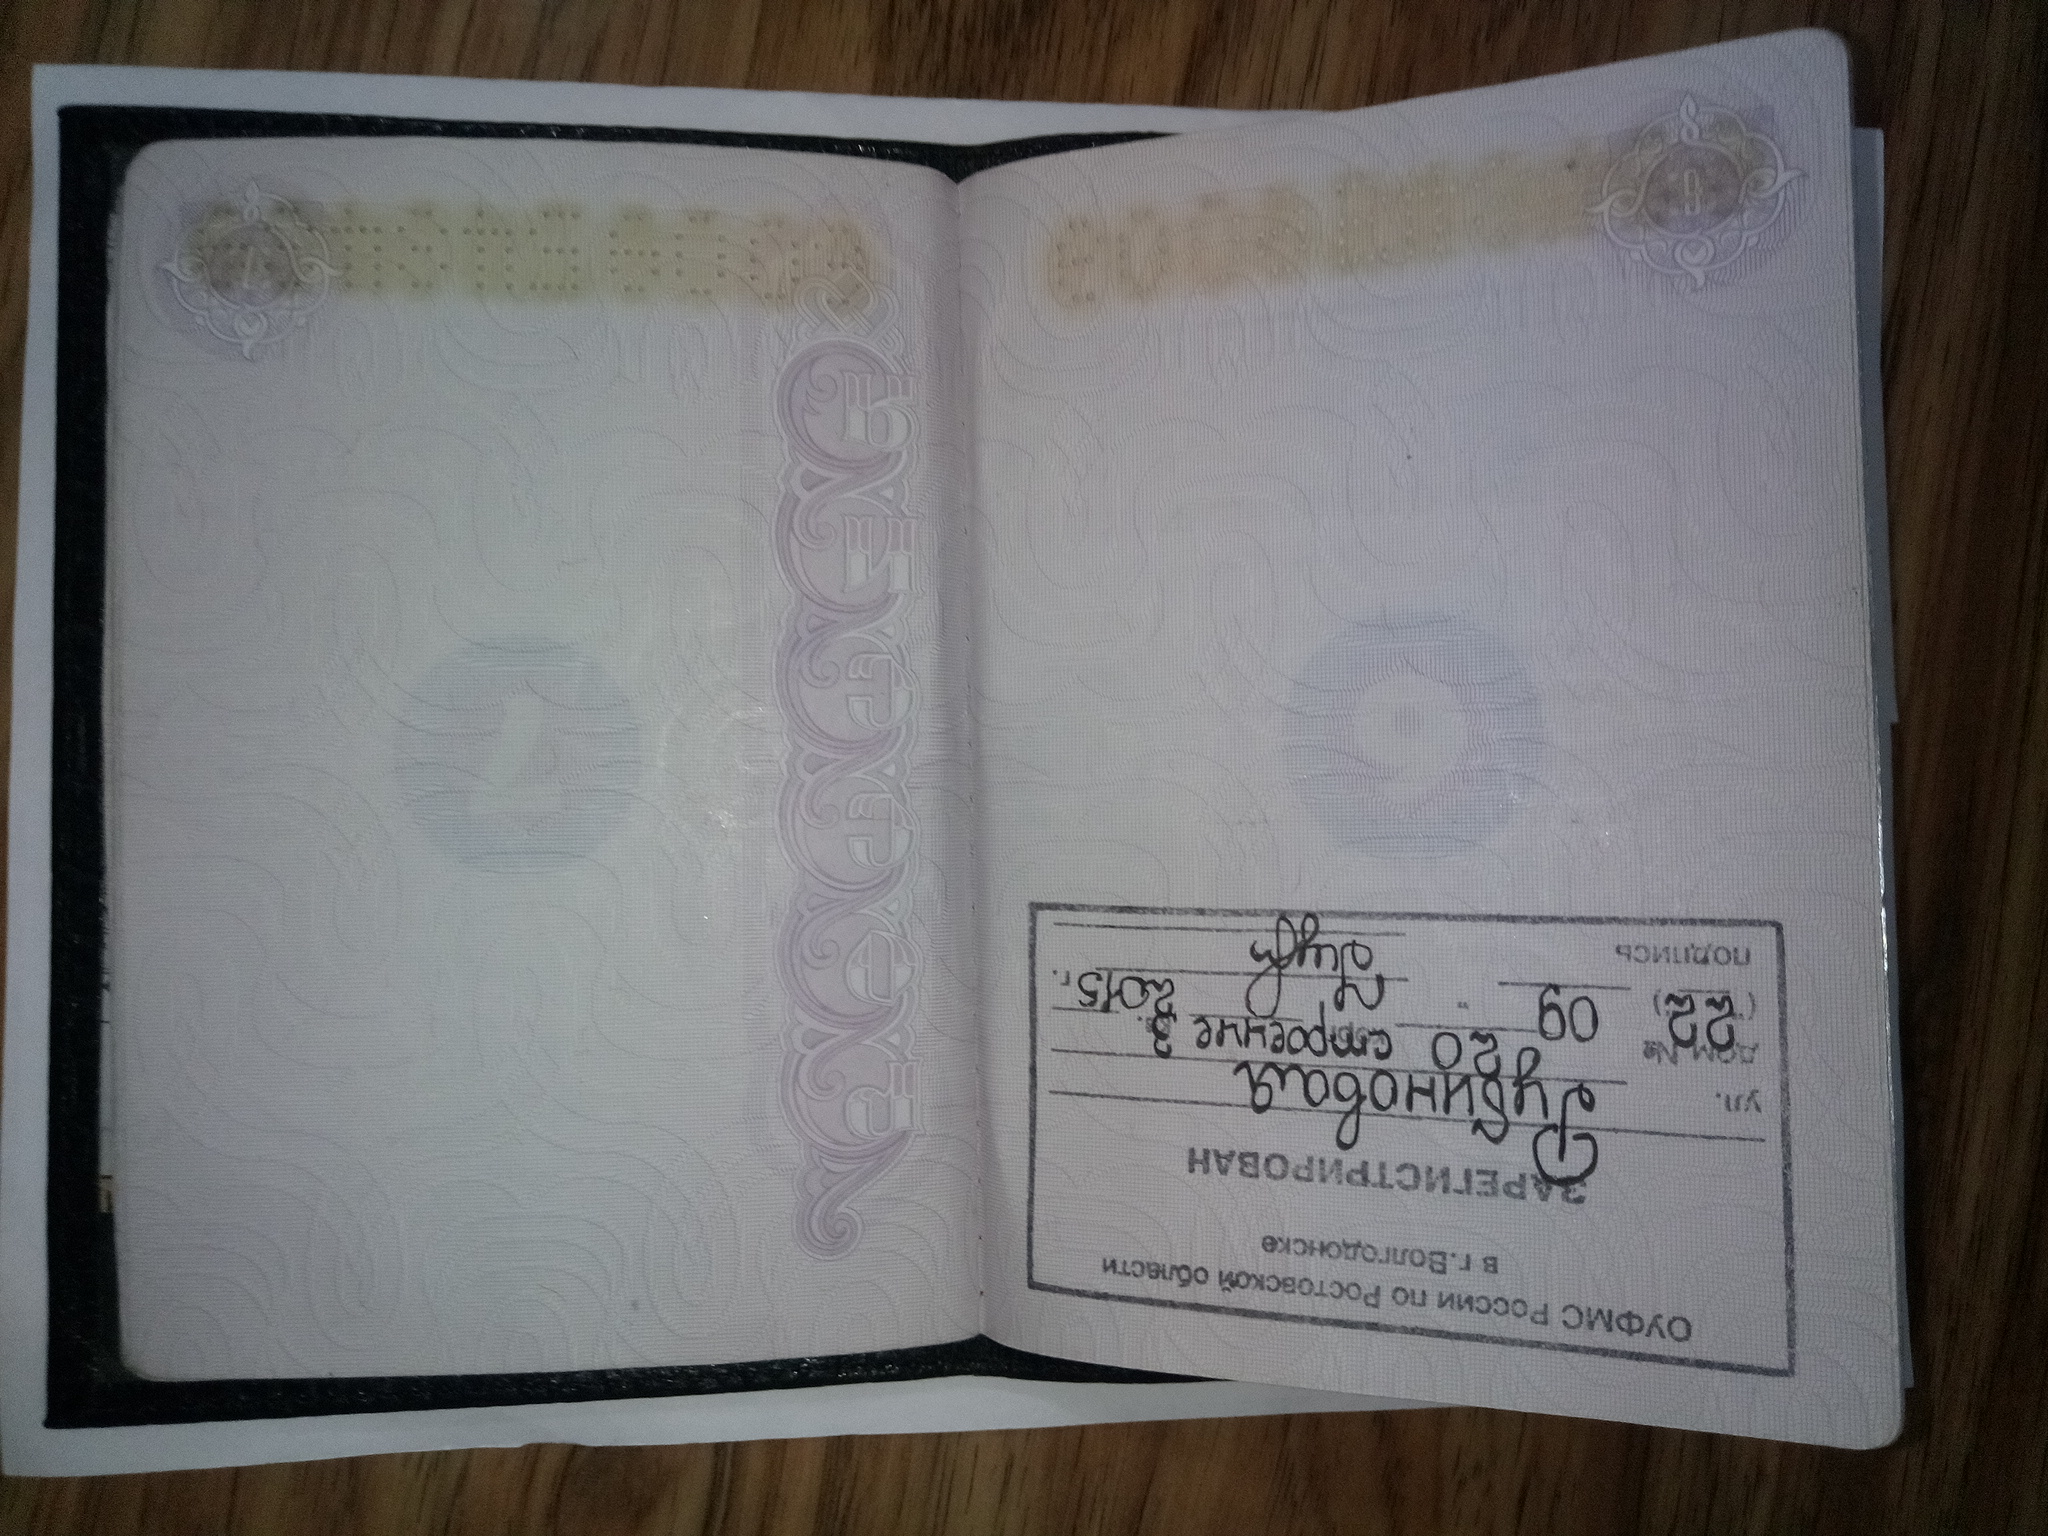 ОУФМС России по Ростовской области
в г.Волгодонске
ЗАРЕГИСТРИРОВАН
ул. Рубиновая
дом № 20 строение 3
22 09 2015 г.
подпись
РОССИЯ
6
7